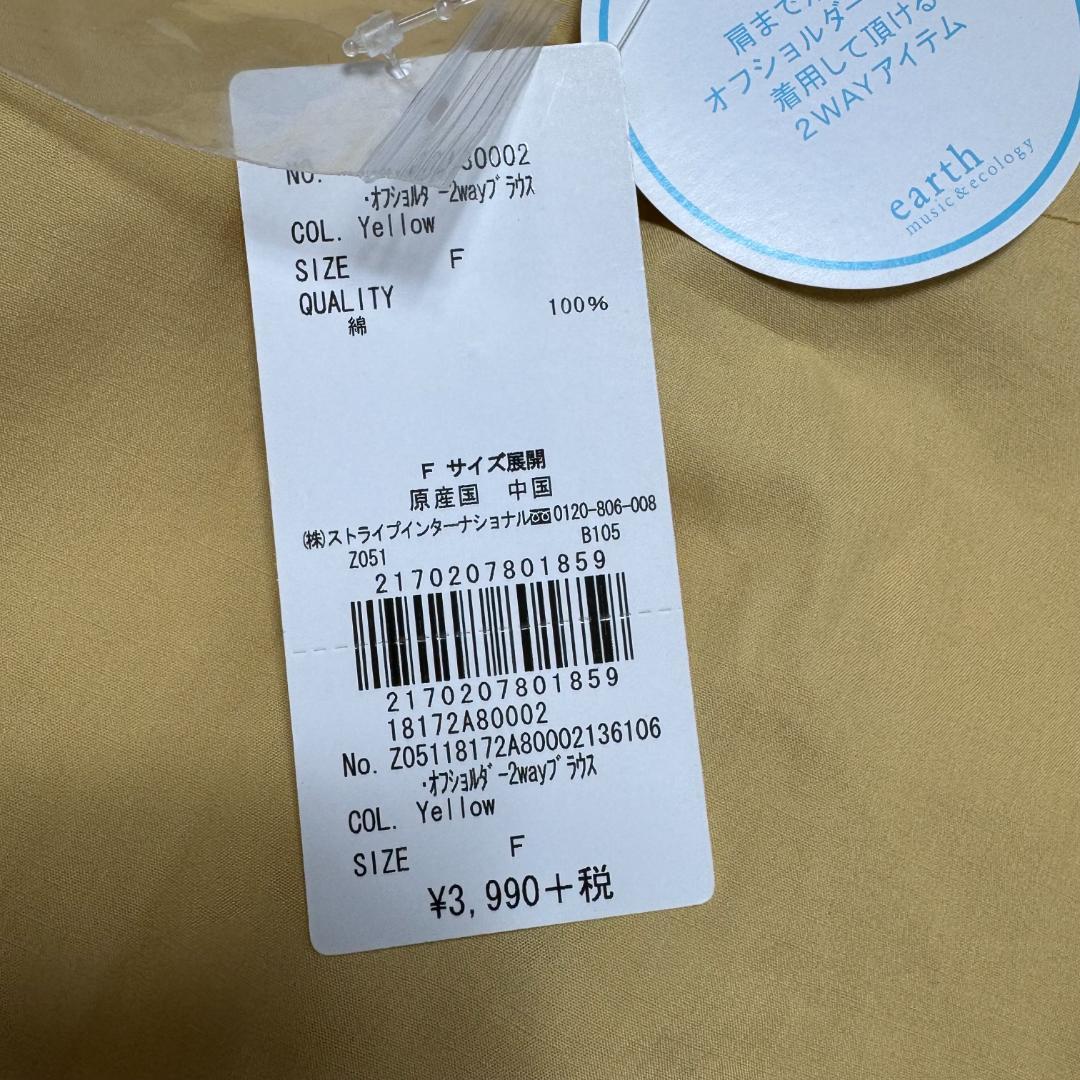 肩まで
オフショルダー
着用して頂ける
2WAYアイテム
earth
music&ecology
NO. 80002
・オフショルダー2wayブラウス
COL. Yellow
SIZE F
QUALITY
綿 100%
F サイズ展開
原産国 中国
(株)ストライプインターナショナル 0120-806-008
Z051 B105
2170207801859
2170207801859
18172A80002
No. Z05118172A80002136106
・オフショルダー2wayブラウス
COL. Yellow
SIZE F
¥3,990+税